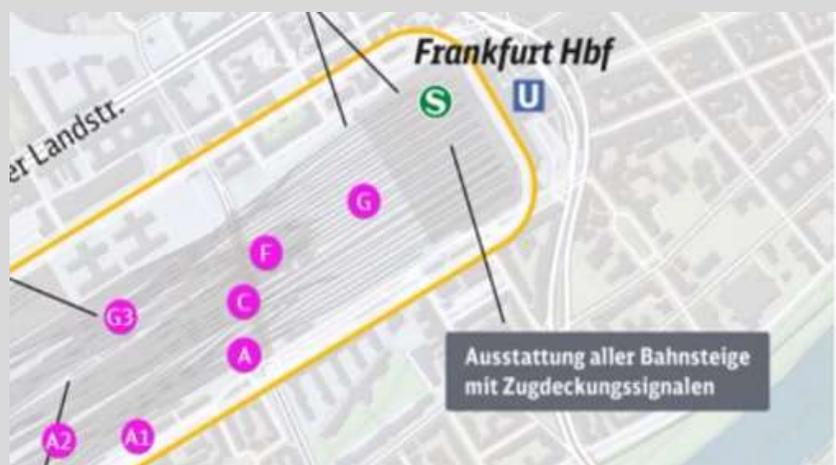 Frankfurt Hbf
S
U
er Landstr.
G
F
C
G3
A
Ausstattung aller Bahnsteige
mit Zugdeckungssignalen
A2
A1